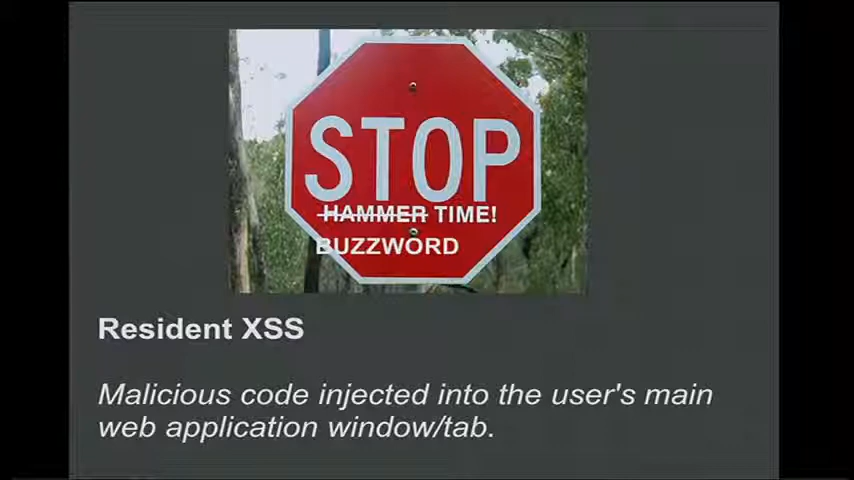 STOP
HAMMER TIME!
BUZZWORD
Resident XSS
Malicious code injected into the user's main
web application window/tab.